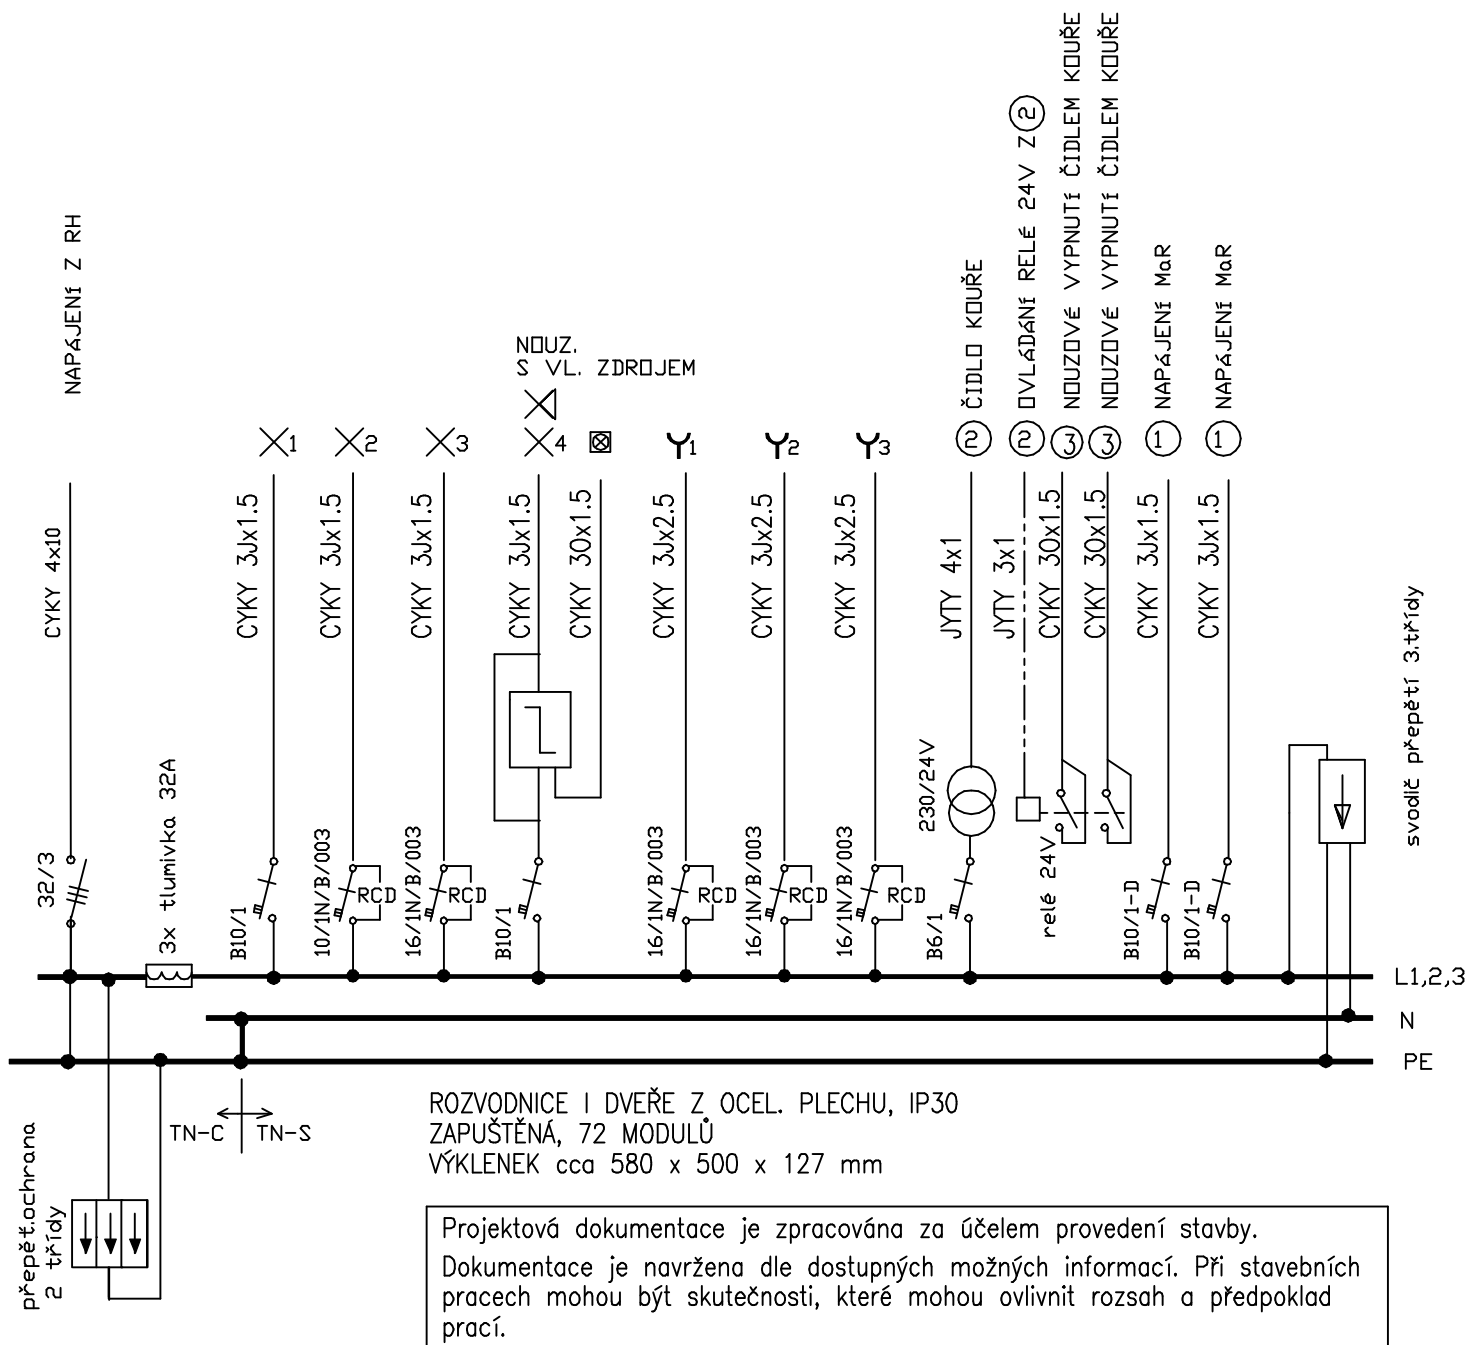 NAPÁJENÍ Z RH
CYKY 4x10
32/3
3x tlumivka 32A
NOUZ.
S VL. ZDROJEM
1
CYKY 3Jx1.5
B10/1
2
CYKY 3Jx1.5
10/1N/B/003
RCD
3
CYKY 3Jx1.5
16/1N/B/003
RCD
4
CYKY 3Jx1.5
B10/1
CYKY 3Ox1.5
1
CYKY 3Jx2.5
16/1N/B/003
RCD
2
CYKY 3Jx2.5
16/1N/B/003
RCD
3
CYKY 3Jx2.5
16/1N/B/003
RCD
ČIDLO KOUŘE
2
JYTY 4x1
230/24V
B6/1
OVLÁDÁNÍ RELÉ 24V Z 2
2
JYTY 3x1
relé 24V
NOUZOVÉ VYPNUTÍ ČIDLEM KOUŘE
3
CYKY 3Ox1.5
NOUZOVÉ VYPNUTÍ ČIDLEM KOUŘE
3
CYKY 3Ox1.5
NAPÁJENÍ MaR
1
CYKY 3Jx1.5
B10/1-D
NAPÁJENÍ MaR
1
CYKY 3Jx1.5
B10/1-D
svodič přepětí 3.třídy
L1,2,3
N
PE
TN-C
TN-S
přepěť.ochrana
2 třídy
ROZVODNICE I DVEŘE Z OCEL. PLECHU, IP30
ZAPUŠTĚNÁ, 72 MODULŮ
VÝKLENEK cca 580 x 500 x 127 mm
Projektová dokumentace je zpracována za účelem provedení stavby.
Dokumentace je navržena dle dostupných možných informací. Při stavebních
pracech mohou být skutečnosti, které mohou ovlivnit rozsah a předpoklad
prací.